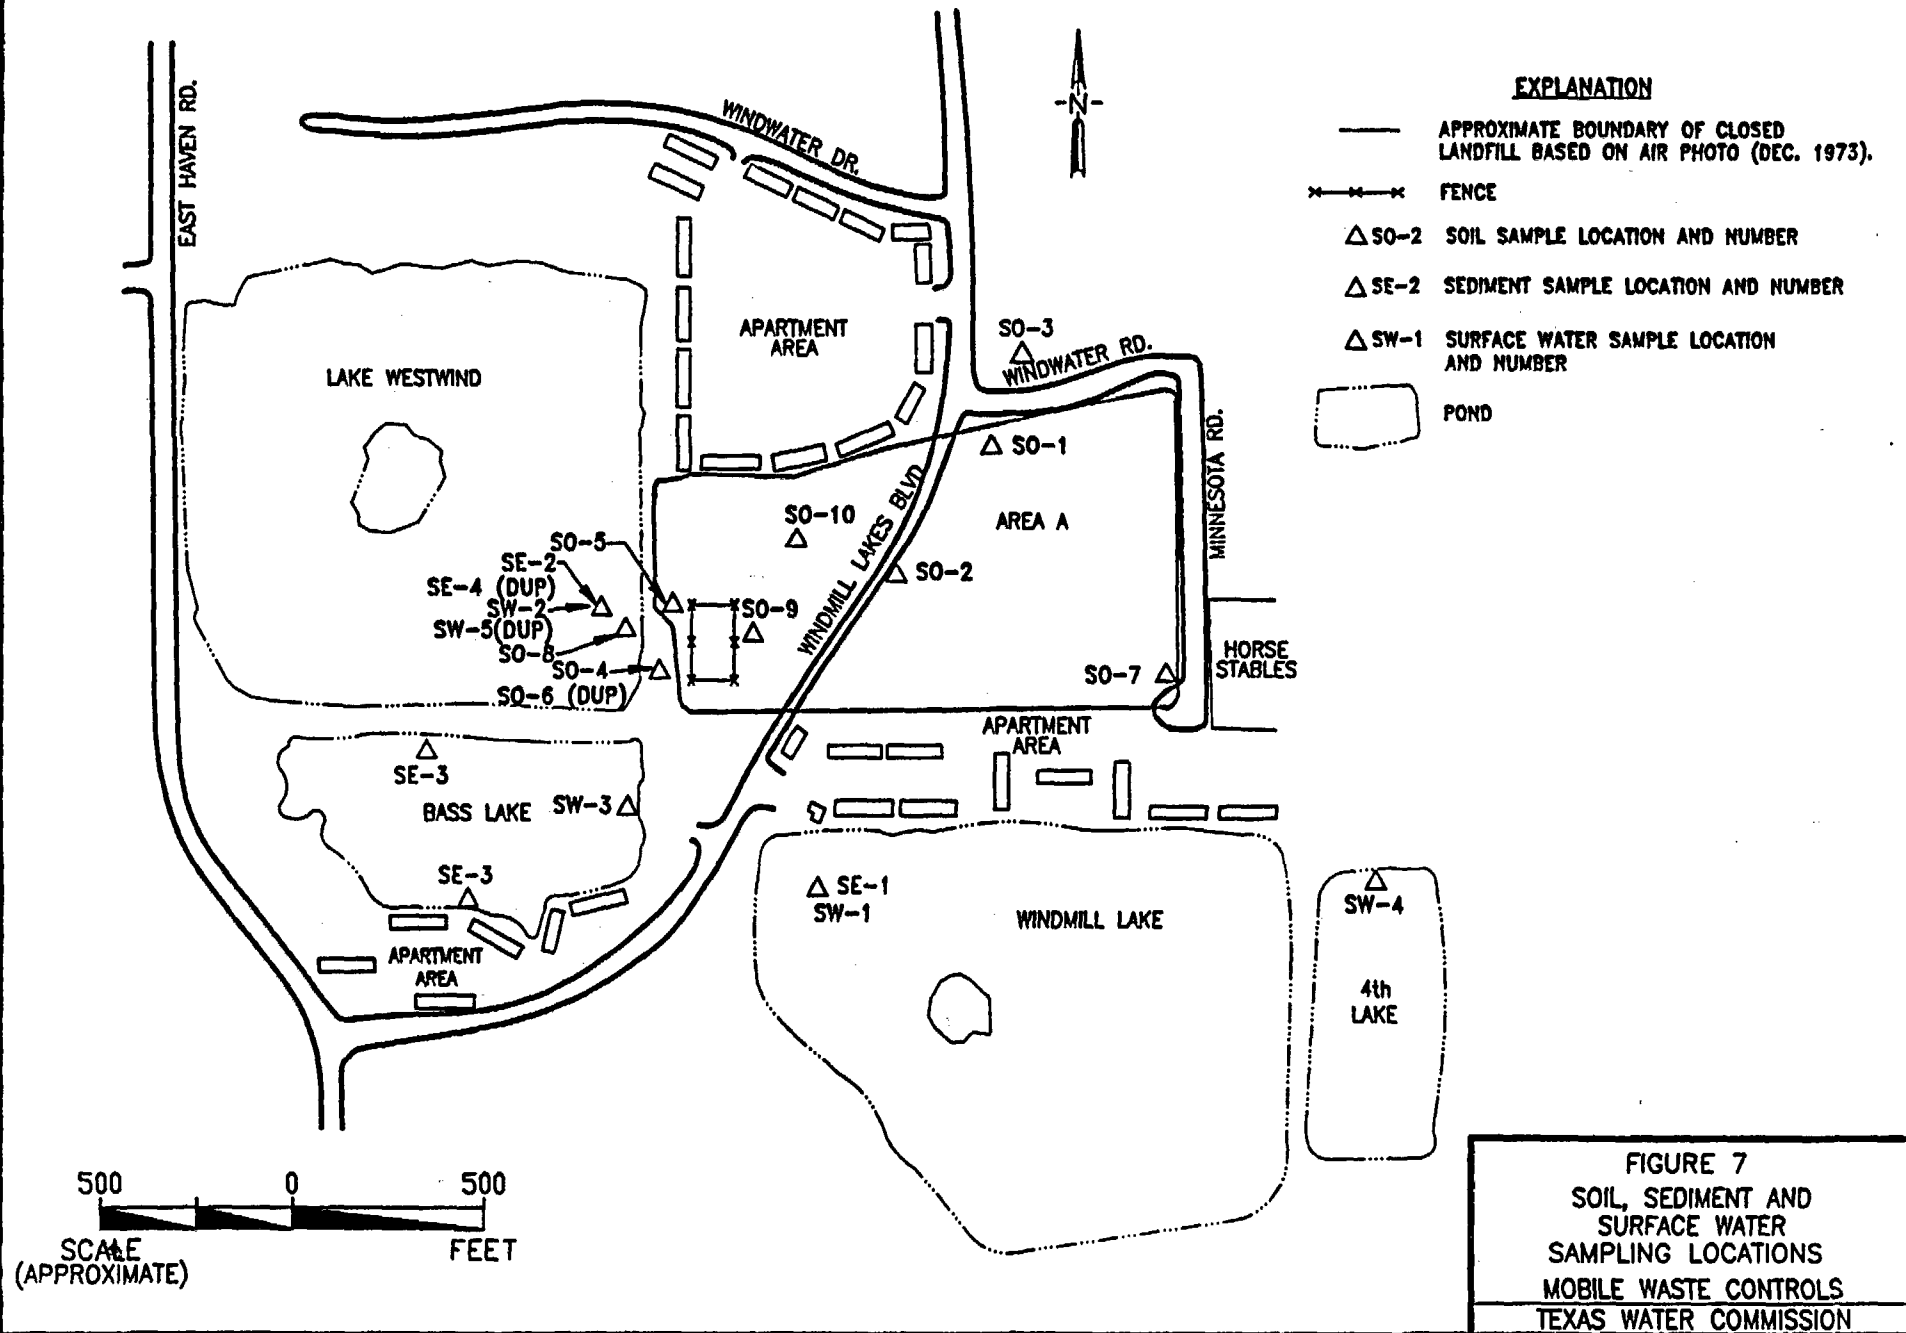 EXPLANATION
APPROXIMATE BOUNDARY OF CLOSED
LANDFILL BASED ON AIR PHOTO (DEC. 1973).
FENCE
SO-2 SOIL SAMPLE LOCATION AND NUMBER
SE-2 SEDIMENT SAMPLE LOCATION AND NUMBER
SW-1 SURFACE WATER SAMPLE LOCATION
AND NUMBER
POND
-N-
EAST HAVEN RD.
WINDWATER DR.
APARTMENT
AREA
LAKE WESTWIND
SO-3
WINDWATER RD.
SO-1
MINNESOTA RD.
AREA A
WINDMILL LAKES BLVD
SO-10
SO-2
SO-5
SE-2
SE-4 (DUP)
SW-2
SW-5(DUP)
SO-8
SO-4
SO-6 (DUP)
SO-9
SO-7
HORSE
STABLES
APARTMENT
AREA
SE-3
BASS LAKE
SW-3
SE-3
APARTMENT
AREA
SE-1
SW-1
WINDMILL LAKE
SW-4
4th
LAKE
500 0 500
SCALE FEET
(APPROXIMATE)
FIGURE 7
SOIL, SEDIMENT AND
SURFACE WATER
SAMPLING LOCATIONS
MOBILE WASTE CONTROLS
TEXAS WATER COMMISSION